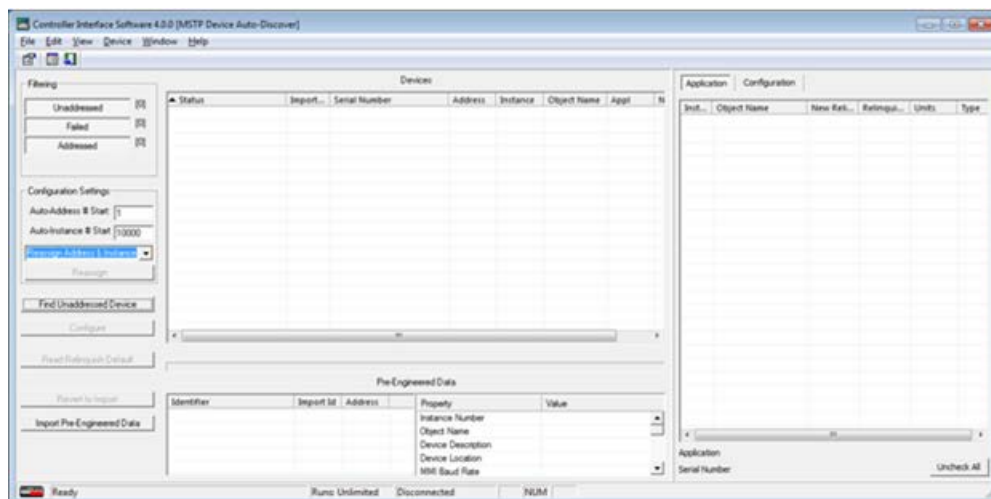 Controller Interface Software 4.0.0 [MSTP Device Auto-Discover]
File Edit View Device Window Help
Filtering
Unaddressed [0]
Failed [0]
Addressed [0]
Configuration Settings
Auto-Address # Start 1
Auto-Instance # Start 10000
Reassign Address & Instance
Reassign
Find Unaddressed Device
Configure
Read Relinquish Default
Revert to Import
Import Pre-Engineered Data
Devices
Status Import... Serial Number Address Instance Object Name Appl N
Pre-Engineered Data
Identifier Import Id Address
Property Value
Instance Number
Object Name
Device Description
Device Location
MMI Baud Rate
Application Configuration
Inst... Object Name New Reli... Relinqui... Units Type
Application
Serial Number
Uncheck All
Ready Runs: Unlimited Disconnected NUM